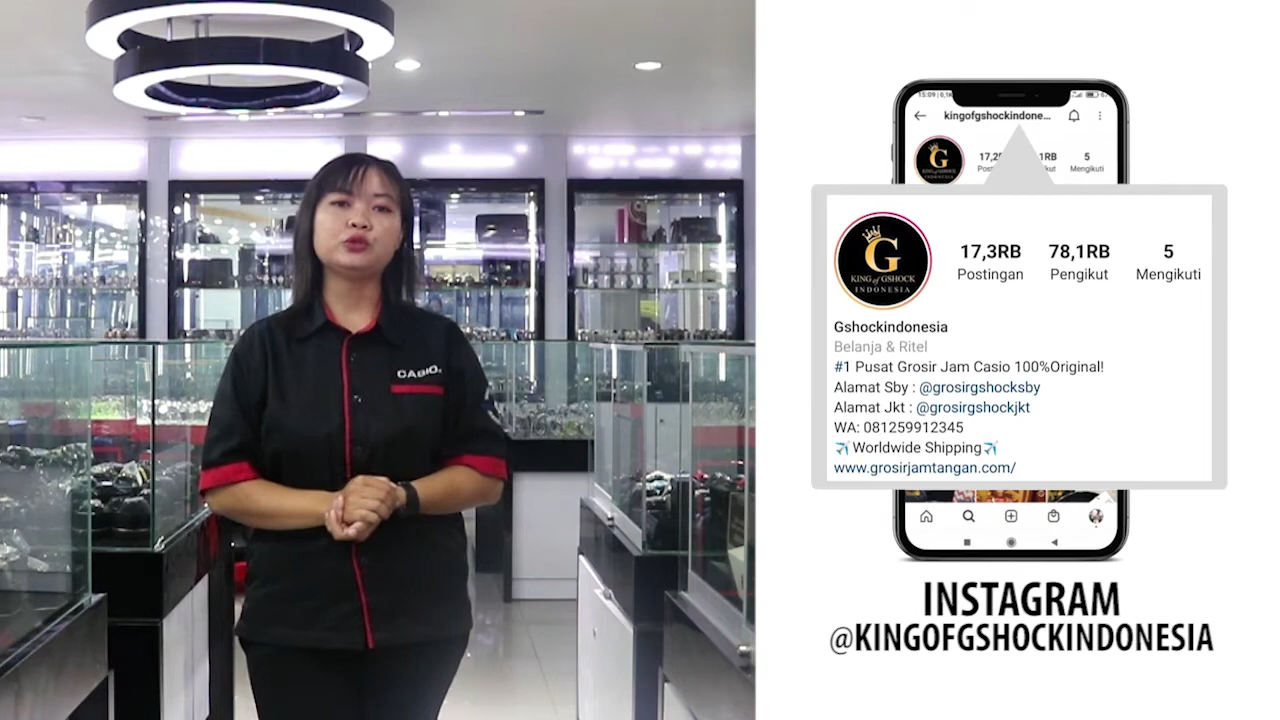 CASIO.
kingofgshockindone...
5
Mengikuti
G
KING of GSHOCK
INDONESIA
17,3RB
78,1RB
5
Postingan
Pengikut
Mengikuti
Gshockindonesia
Belanja & Ritel
#1 Pusat Grosir Jam Casio 100%Original!
Alamat Sby : @grosirgshocksby
Alamat Jkt : @grosirgshockjkt
WA: 081259912345
✈️Worldwide Shipping✈️
www.grosirjamtangan.com/
INSTAGRAM
@KINGOFGSHOCKINDONESIA